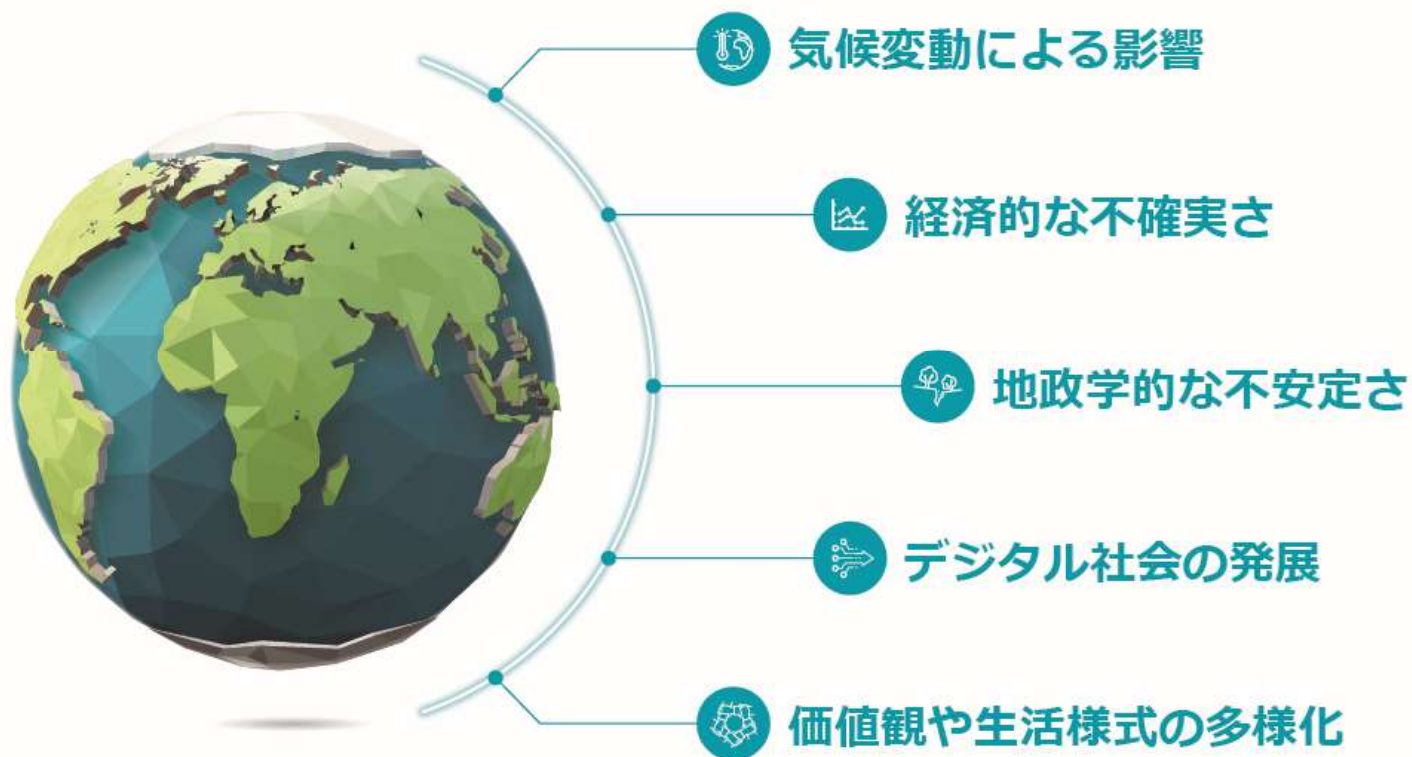 気候変動による影響
経済的な不確実さ
地政学的な不安定さ
デジタル社会の発展
価値観や生活様式の多様化